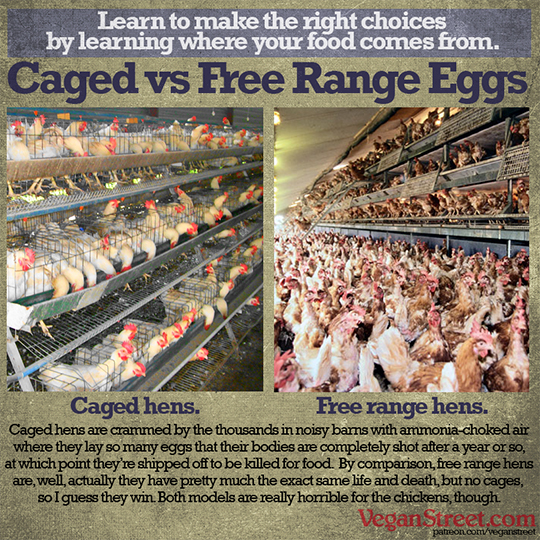 Learn to make the right choices
by learning where your food comes from.
Caged vs Free Range Eggs
Caged hens.
Free range hens.
Caged hens are crammed by the thousands in noisy barns with ammonia-choked air
where they lay so many eggs that their bodies are completely shot after a year or so,
at which point they're shipped off to be killed for food. By comparison, free range hens
are, well, actually they have pretty much the exact same life and death, but no cages,
so I guess they win. Both models are really horrible for the chickens, though.
VeganStreet.com
patreon.com/veganstreet